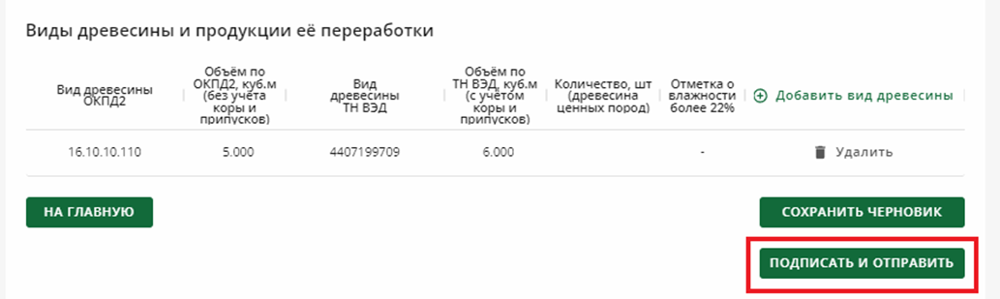 Виды древесины и продукции её переработки
Вид древесины
ОКПД2
Объём по
ОКПД2, куб.м
(без учёта
коры и
припусков)
Вид
древесины
ТН ВЭД
Объём по
ТН ВЭД, куб.м
(с учётом
коры и
припусков)
Количество, шт
(древесина
ценных пород)
Отметка о
влажности
более 22%
Добавить вид древесины
16.10.10.110 5.000 4407199709 6.000 - Удалить
НА ГЛАВНУЮ СОХРАНИТЬ ЧЕРНОВИК
ПОДПИСАТЬ И ОТПРАВИТЬ